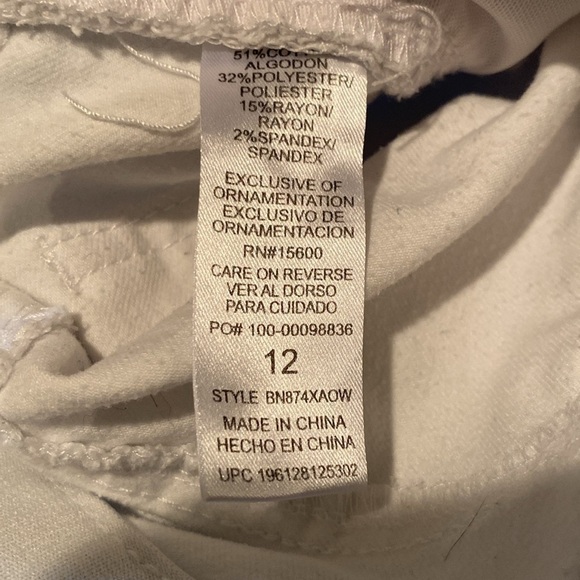 51%COTTON/
ALGODON
32%POLYESTER/
POLIESTER
15%RAYON/
RAYON
2%SPANDEX/
SPANDEX
EXCLUSIVE OF
ORNAMENTATION
EXCLUSIVO DE
ORNAMENTACION
RN#15600
CARE ON REVERSE
VER AL DORSO
PARA CUIDADO
PO# 100-00098836
12
STYLE BN874XAOW
MADE IN CHINA
HECHO EN CHINA
UPC 196128125302